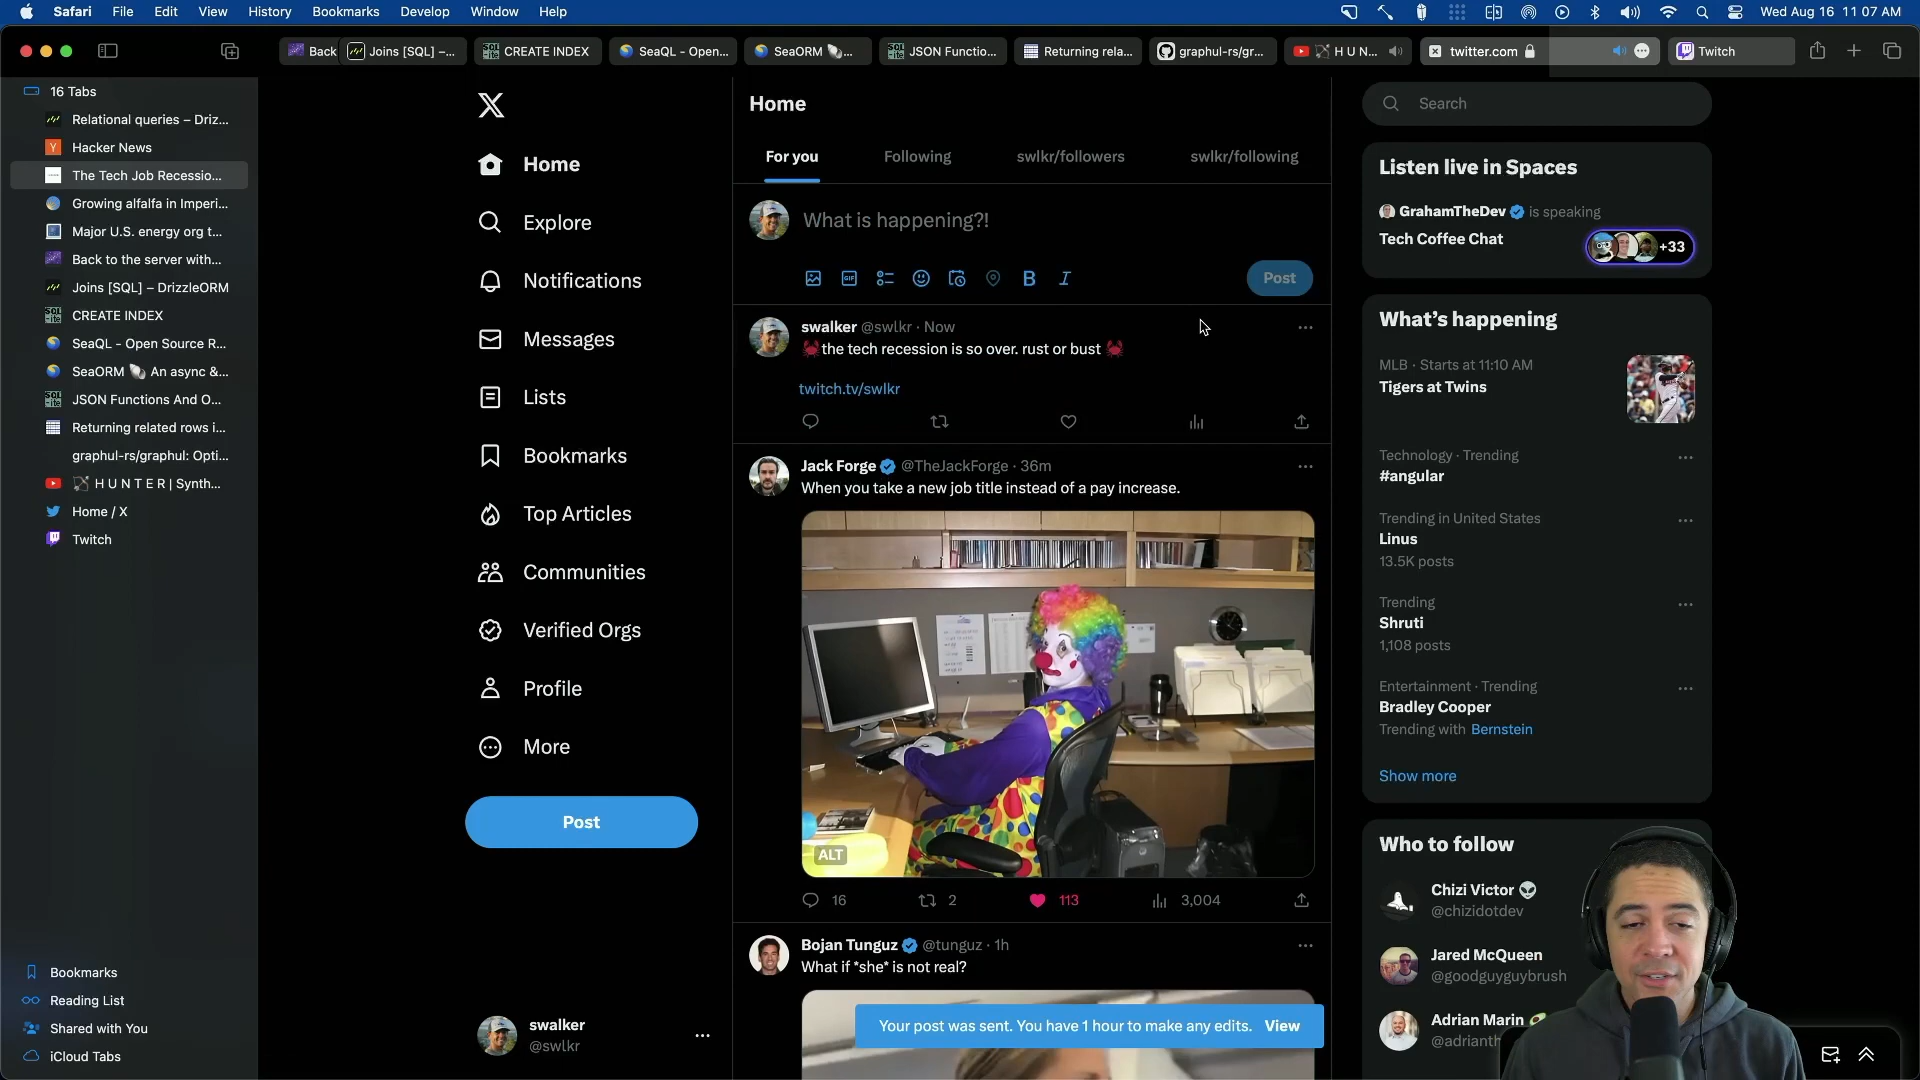 Safari File Edit View History Bookmarks Develop Window Help
Wed Aug 16 11 07 AM
Back
Joins [SQL] –...
CREATE INDEX
SeaQL - Open...
SeaORM 🐚...
JSON Functio...
Returning rela...
graphul-rs/gr...
H U N...
twitter.com
Twitch
16 Tabs
Relational queries – Driz...
Hacker News
The Tech Job Recessio...
Growing alfalfa in Imperi...
Major U.S. energy org t...
Back to the server with...
Joins [SQL] – DrizzleORM
CREATE INDEX
SeaQL - Open Source R...
SeaORM 🐚 An async &...
JSON Functions And O...
Returning related rows i...
graphul-rs/graphul: Opti...
H U N T E R | Synth...
Home / X
Twitch
Bookmarks
Reading List
Shared with You
iCloud Tabs
Home
Explore
Notifications
Messages
Lists
Bookmarks
Top Articles
Communities
Verified Orgs
Profile
More
Post
swalker
@swlkr
Home
For you
Following
swlkr/followers
swlkr/following
What is happening?!
GIF
B I
Post
swalker @swlkr · Now
🦀the tech recession is so over. rust or bust 🦀
twitch.tv/swlkr
Jack Forge @TheJackForge · 36m
When you take a new job title instead of a pay increase.
ALT
16
2
113
3,004
Bojan Tunguz @tunguz · 1h
What if *she* is not real?
Your post was sent. You have 1 hour to make any edits. View
Search
Listen live in Spaces
GrahamTheDev is speaking
Tech Coffee Chat
+33
What's happening
MLB · Starts at 11:10 AM
Tigers at Twins
Technology · Trending
#angular
Trending in United States
Linus
13.5K posts
Trending
Shruti
1,108 posts
Entertainment · Trending
Bradley Cooper
Trending with Bernstein
Show more
Who to follow
Chizi Victor 👽
@chizidotdev
Jared McQueen
@goodguyguybrush
Adrian Marin 🥑
@adrianth